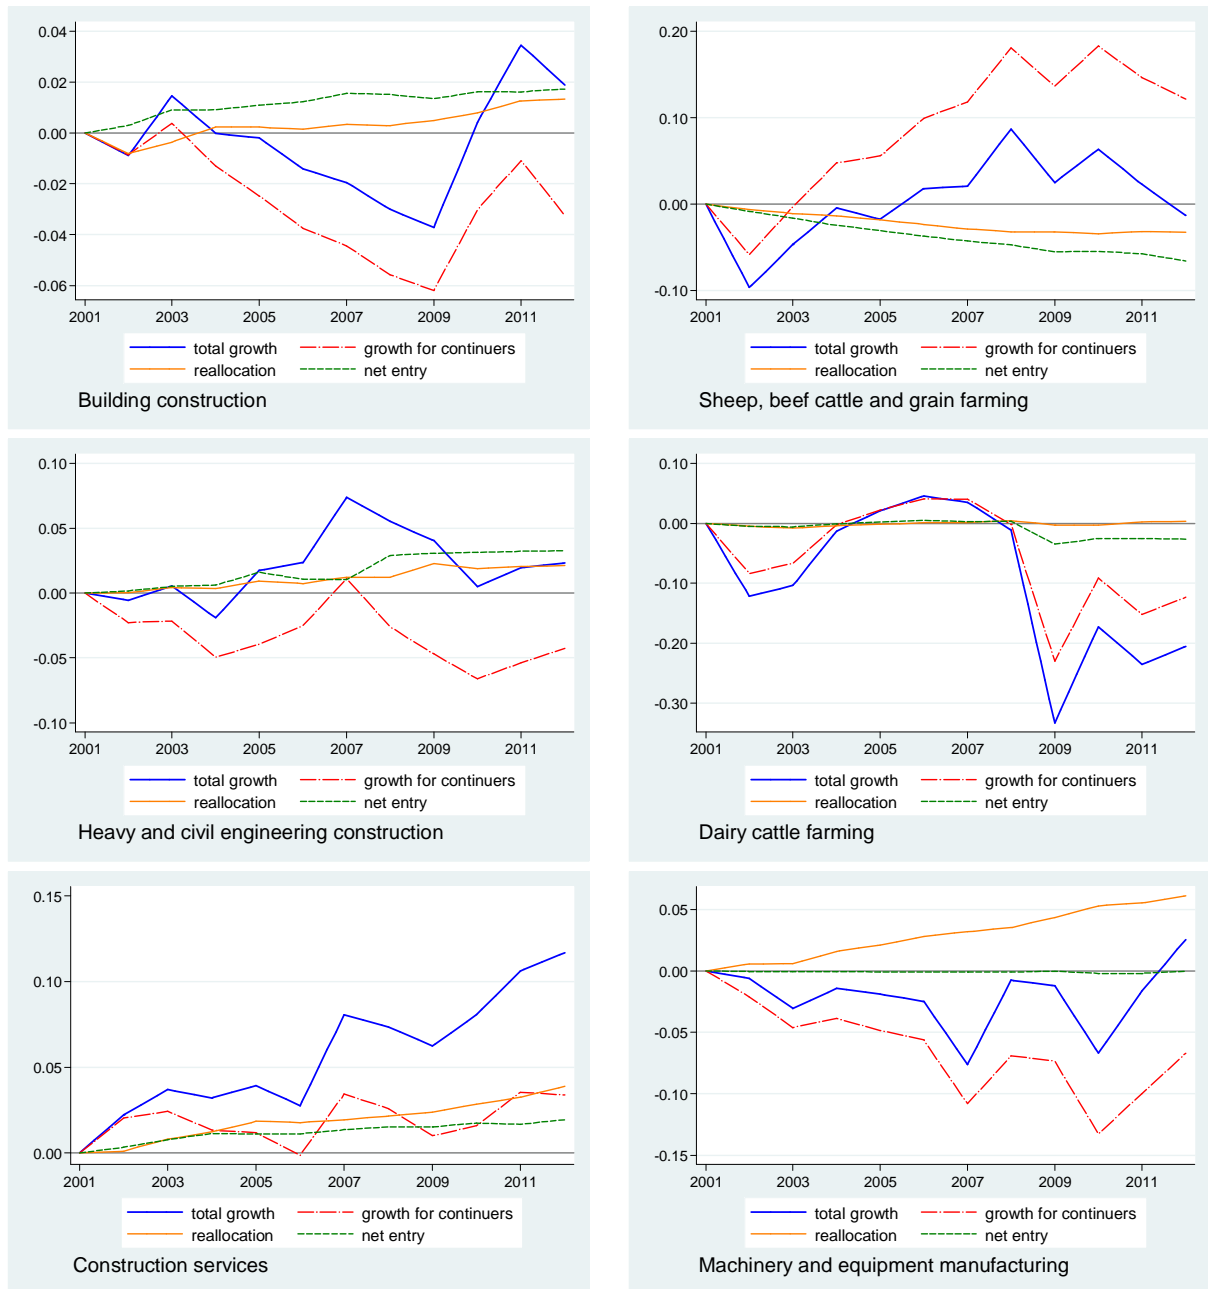 0.04
0.02
0.00
-0.02
-0.04
-0.06
2001 2003 2005 2007 2009 2011
total growth growth for continuers
reallocation net entry
Building construction
0.20
0.10
0.00
-0.10
2001 2003 2005 2007 2009 2011
total growth growth for continuers
reallocation net entry
Sheep, beef cattle and grain farming
0.10
0.05
0.00
-0.05
-0.10
2001 2003 2005 2007 2009 2011
total growth growth for continuers
reallocation net entry
Heavy and civil engineering construction
0.10
0.00
-0.10
-0.20
-0.30
2001 2003 2005 2007 2009 2011
total growth growth for continuers
reallocation net entry
Dairy cattle farming
0.15
0.10
0.05
0.00
2001 2003 2005 2007 2009 2011
total growth growth for continuers
reallocation net entry
Construction services
0.05
0.00
-0.05
-0.10
-0.15
2001 2003 2005 2007 2009 2011
total growth growth for continuers
reallocation net entry
Machinery and equipment manufacturing